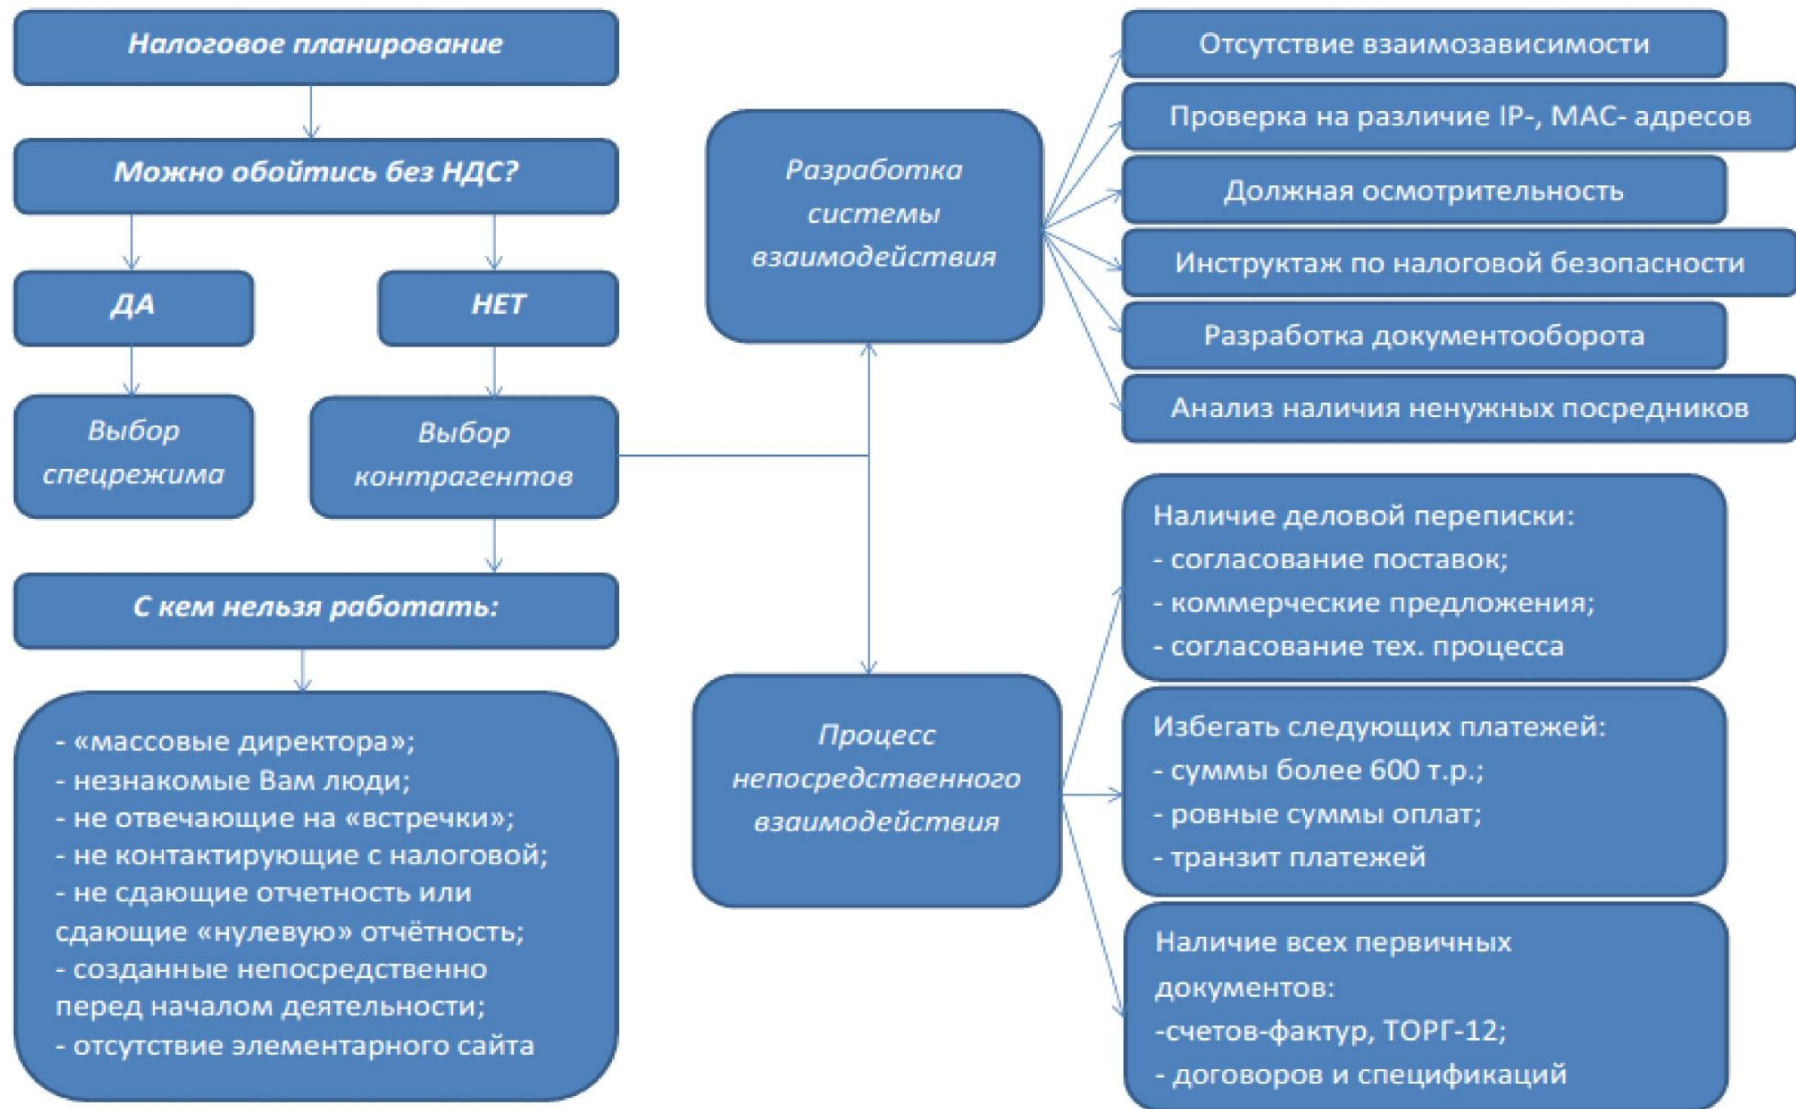 Налоговое планирование
Можно обойтись без НДС?
ДА
НЕТ
Выбор
спецрежима
Выбор
контрагентов
С кем нельзя работать:
- «массовые директора»;
- незнакомые Вам люди;
- не отвечающие на «встречки»;
- не контактирующие с налоговой;
- не сдающие отчетность или
сдающие «нулевую» отчётность;
- созданные непосредственно
перед началом деятельности;
- отсутствие элементарного сайта
Разработка
системы
взаимодействия
Отсутствие взаимозависимости
Проверка на различие IP-, MAC- адресов
Должная осмотрительность
Инструктаж по налоговой безопасности
Разработка документооборота
Анализ наличия ненужных посредников
Процесс
непосредственного
взаимодействия
Наличие деловой переписки:
- согласование поставок;
- коммерческие предложения;
- согласование тех. процесса
Избегать следующих платежей:
- суммы более 600 т.р.;
- ровные суммы оплат;
- транзит платежей
Наличие всех первичных
документов:
-счетов-фактур, ТОРГ-12;
- договоров и спецификаций